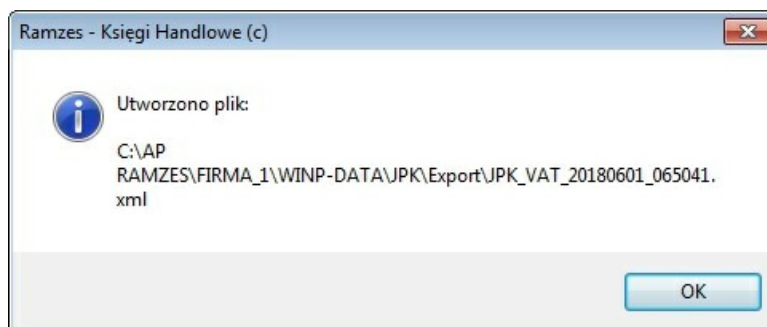 Ramzes - Księgi Handlowe (c)
Utworzono plik:
C:\AP
RAMZES\FIRMA_1\WINP-DATA\JPK\Export\JPK_VAT_20180601_065041.
xml
OK